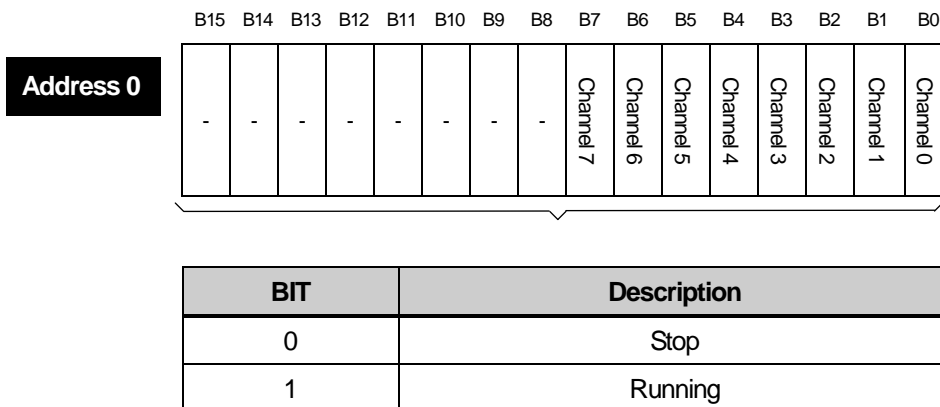 B15 B14 B13 B12 B11 B10 B9 B8 B7 B6 B5 B4 B3 B2 B1 B0
Address 0
- - - - - - - - Channel 7 Channel 6 Channel 5 Channel 4 Channel 3 Channel 2 Channel 1 Channel 0
BIT Description
0 Stop
1 Running